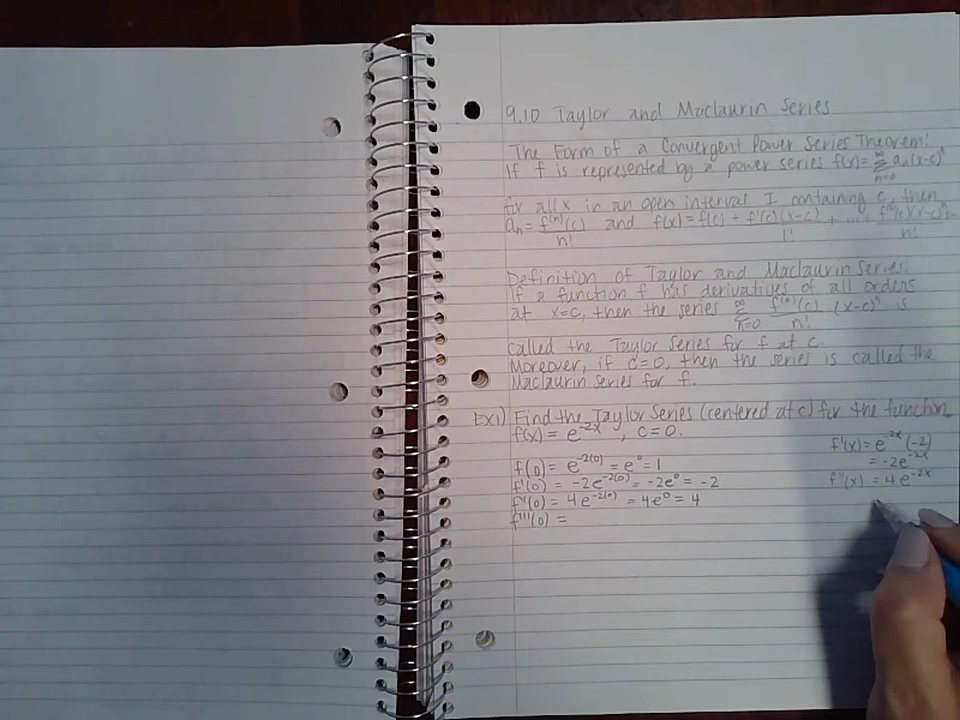 9.10 Taylor and Maclaurin Series
The Form of a Convergent Power Series Theorem:
If f is represented by a power series f(x) = ∞Σn=0 aₙ(x-c)ⁿ
for all x in an open interval I containing c, then
aₙ = f⁽ⁿ⁾(c)/n! and f(x) = f(c) + f'(c)(x-c)/1! + ... + f⁽ⁿ⁾(c)(x-c)ⁿ/n!
Definition of Taylor and Maclaurin Series:
If a function f has derivatives of all orders
at x=c, then the series ∞Σn=0 f⁽ⁿ⁾(c)/n! (x-c)ⁿ is
called the Taylor Series for f at c.
Moreover, if c=0, then the series is called the
Maclaurin Series for f.
Ex1) Find the Taylor Series (centered at c) for the function
f(x) = e^-2x, c=0.
f'(x) = e^-2x (-2)
= -2e^-2x
f''(x) = 4e^-2x
f(0) = e^-2(0) = e⁰ = 1
f'(0) = -2e^-2(0) = -2e⁰ = -2
f''(0) = 4e^-2(0) = 4e⁰ = 4
f'''(0) =